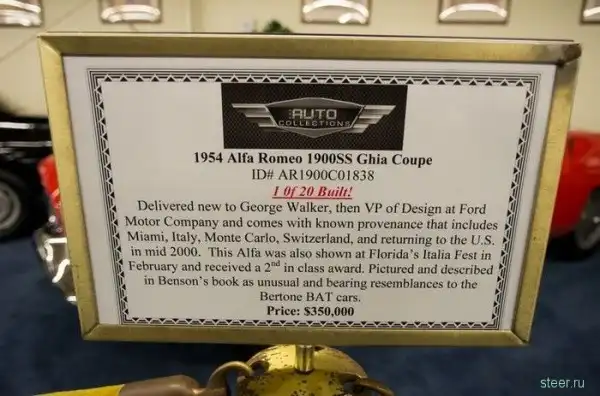 THE AUTO
COLLECTIONS
1954 Alfa Romeo 1900SS Ghia Coupe
ID# AR1900C01838
1 0f 20 Built!
Delivered new to George Walker, then VP of Design at Ford
Motor Company and comes with known provenance that includes
Miami, Italy, Monte Carlo, Switzerland, and returning to the U.S.
in mid 2000. This Alfa was also shown at Florida's Italia Fest in
February and received a 2nd in class award. Pictured and described
in Benson's book as unusual and bearing resemblances to the
Bertone BAT cars.
Price: $350,000
steer.ru